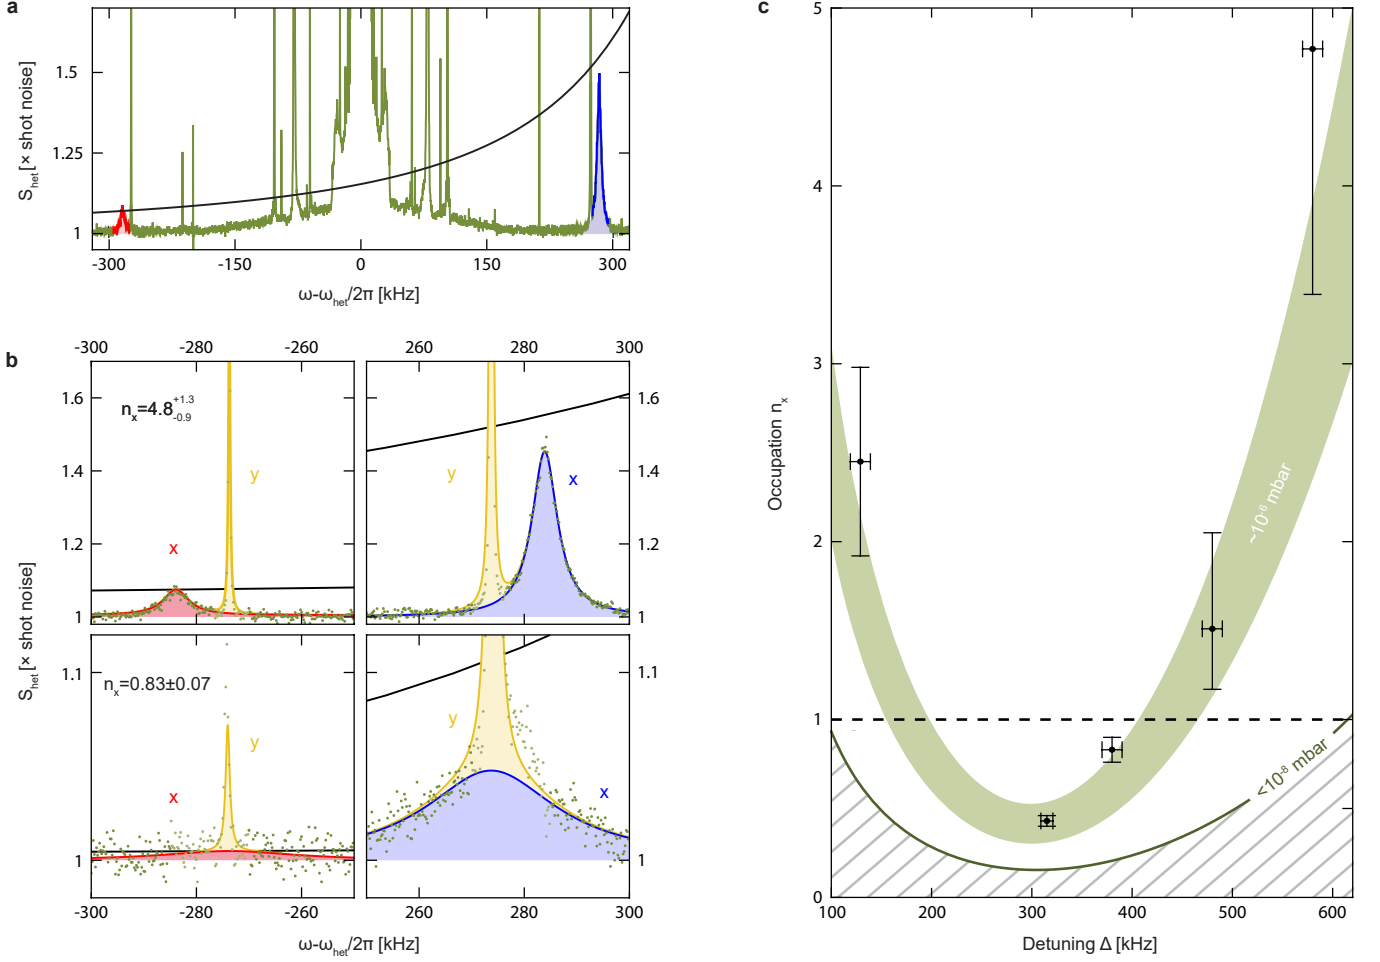 a
S_het [× shot noise]
1.5
1.25
1
-300 -150 0 150 300
ω-ω_het/2π [kHz]
b
-300 -280 -260 260 280 300
n_x=4.8 +1.3 -0.9
1.6 1.6
1.4 1.4
1.2 1.2
1 1
y y x
x
S_het [× shot noise]
n_x=0.83±0.07
1.1 1.1
1 1
y y
x x
-300 -280 -260 260 280 300
ω-ω_het/2π [kHz]
c
Occupation n_x
5
4
3
2
1
0
~10⁻⁶ mbar
<10⁻⁸ mbar
100 200 300 400 500 600
Detuning Δ [kHz]